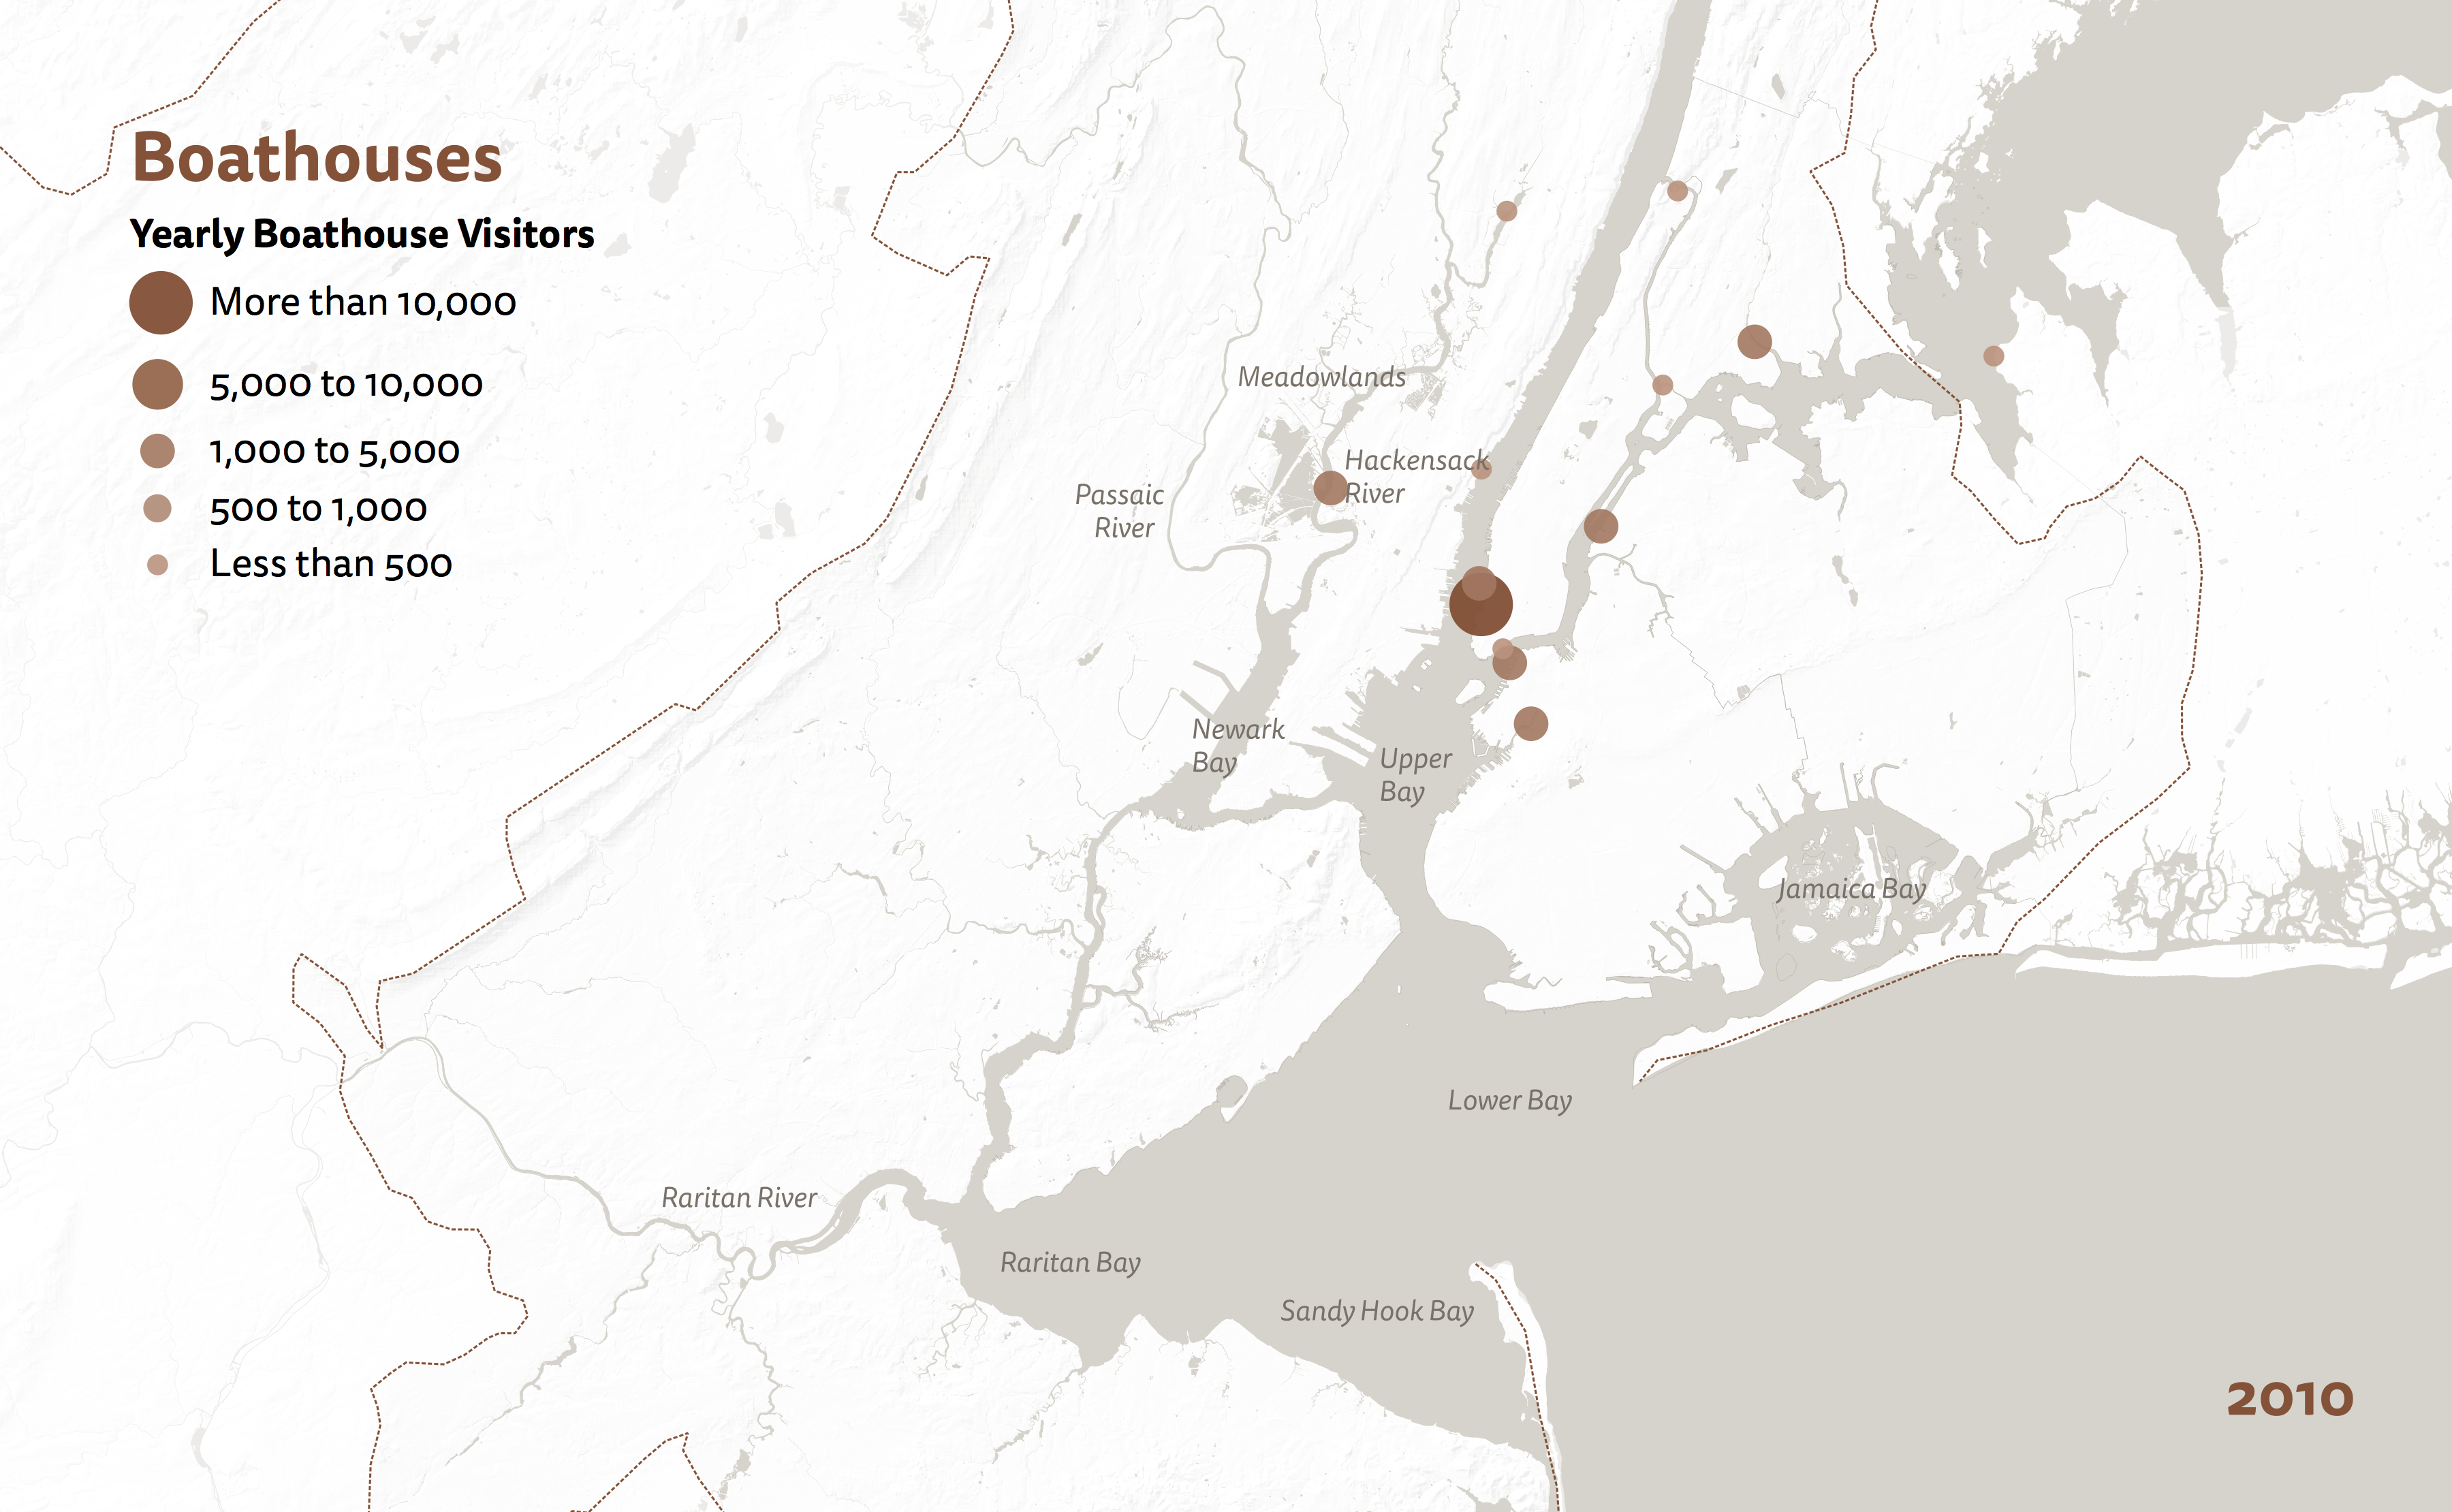 Boathouses
Yearly Boathouse Visitors
More than 10,000
5,000 to 10,000
1,000 to 5,000
500 to 1,000
Less than 500
Meadowlands
Hackensack
River
Passaic
River
Newark
Bay
Upper
Bay
Jamaica Bay
Lower Bay
Raritan River
Raritan Bay
Sandy Hook Bay
2010